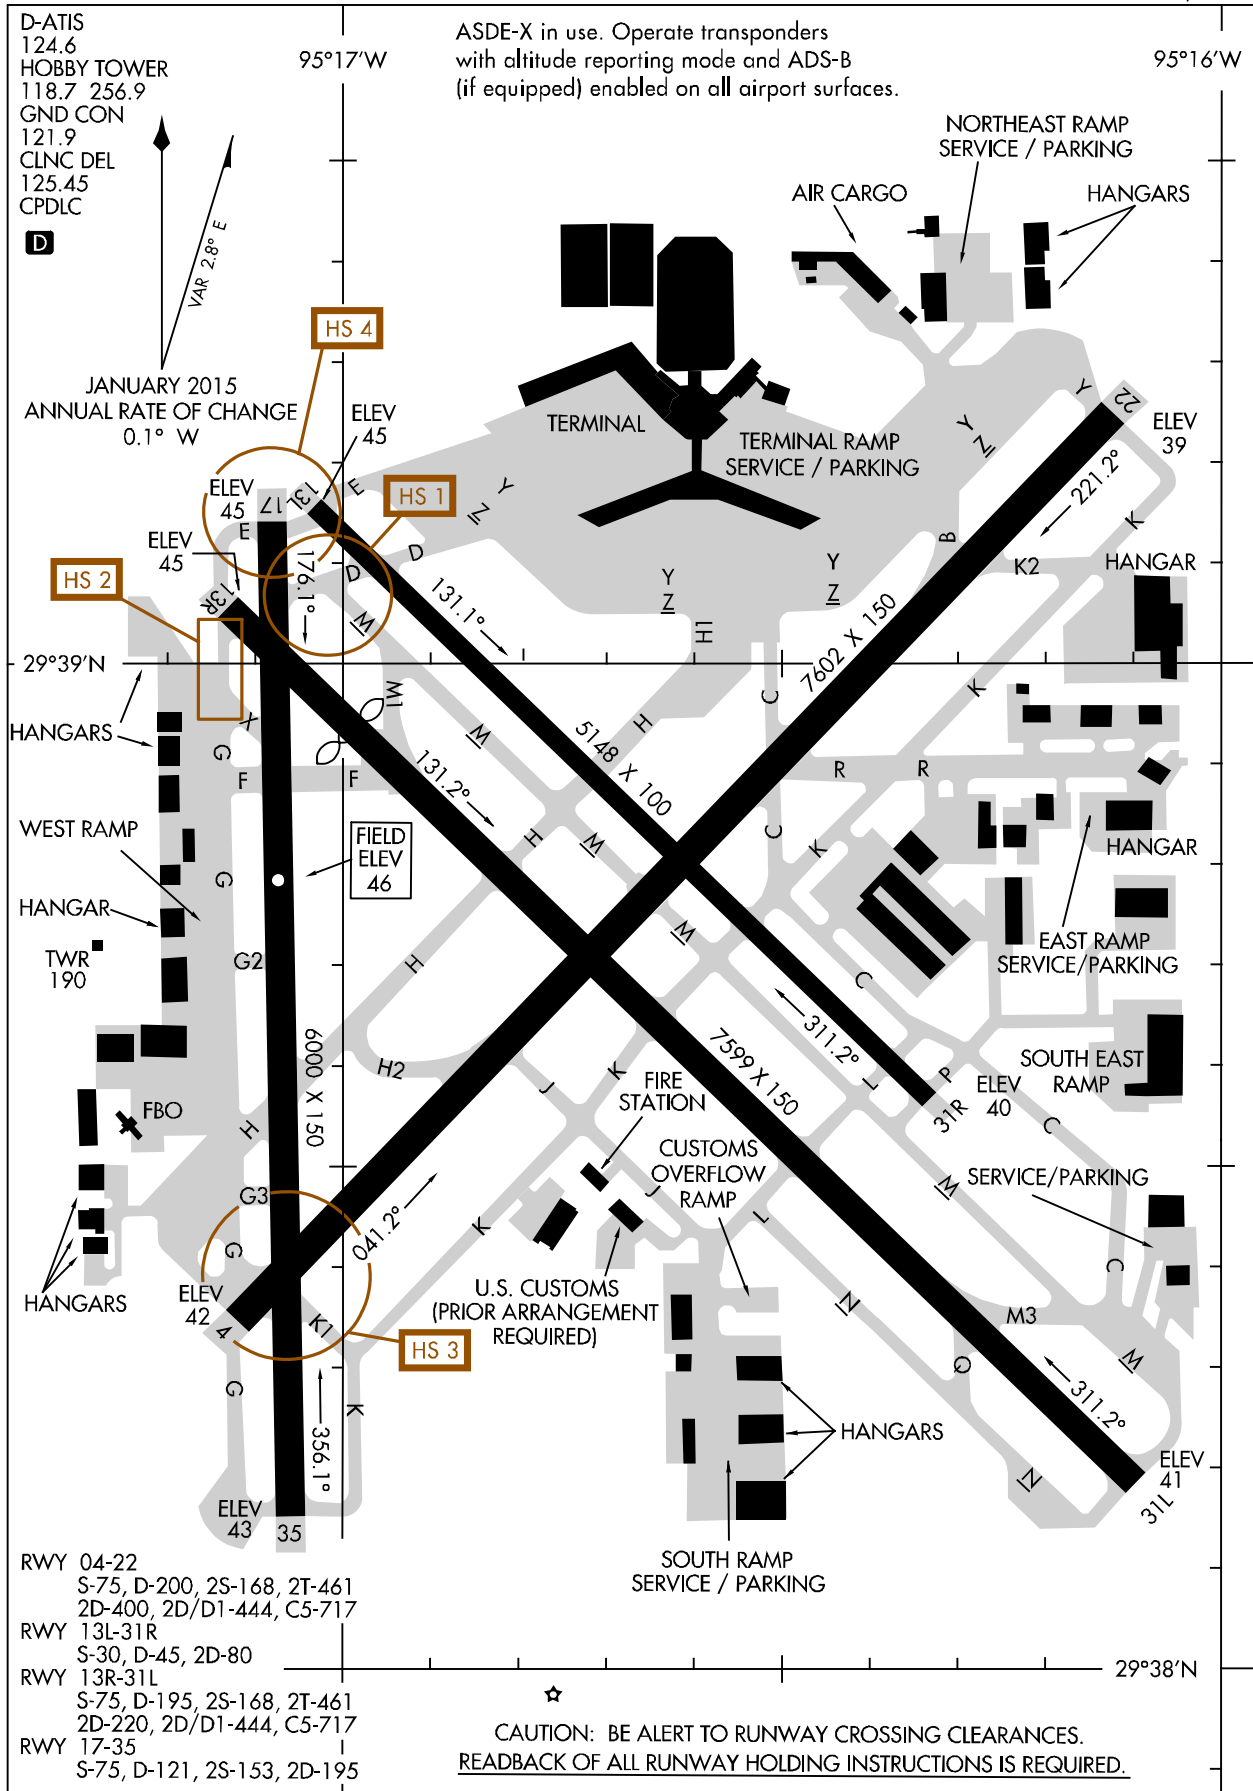 D-ATIS
124.6
HOBBY TOWER
118.7 256.9
GND CON
121.9
CLNC DEL
125.45
CPDLC
D
ASDE-X in use. Operate transponders
with altitude reporting mode and ADS-B
(if equipped) enabled on all airport surfaces.
95°17'W
95°16'W
VAR 2.8° E
JANUARY 2015
ANNUAL RATE OF CHANGE
0.1° W
NORTHEAST RAMP
SERVICE / PARKING
AIR CARGO
HANGARS
HS 4
TERMINAL
TERMINAL RAMP
SERVICE / PARKING
ELEV
45
ELEV
45
ELEV
45
HS 1
HS 2
ELEV
39
22
221.2°
17
13L
13R
E
E
D
D
176.1°
131.1°
Y
Z
Y
Z
Y
Z
Y
Z
Y
B
K2
K
HANGAR
H1
W
M1
29°39'N
7602 X 150
C
K
H
M
HANGARS
X
G
F
F
131.2°
5148 X 100
R
R
WEST RAMP
FIELD
ELEV
46
H
M
C
K
HANGAR
G
HANGAR
TWR
190
G2
H
M
EAST RAMP
SERVICE/PARKING
C
6000 X 150
H2
J
K
FIRE
STATION
7599 X 150
311.2°
L
P
31R
ELEV
40
SOUTH EAST
RAMP
FBO
H
C
CUSTOMS
OVERFLOW
RAMP
SERVICE/PARKING
M
G3
J
L
K
G
041.2°
C
ELEV
42
HANGARS
U.S. CUSTOMS
(PRIOR ARRANGEMENT
REQUIRED)
N
M3
4
K1
HS 3
Q
M
G
K
356.1°
311.2°
HANGARS
N
ELEV
41
31L
ELEV
43
35
SOUTH RAMP
SERVICE / PARKING
RWY 04-22
S-75, D-200, 2S-168, 2T-461
2D-400, 2D/D1-444, C5-717
RWY 13L-31R
S-30, D-45, 2D-80
RWY 13R-31L
S-75, D-195, 2S-168, 2T-461
2D-220, 2D/D1-444, C5-717
RWY 17-35
S-75, D-121, 2S-153, 2D-195
29°38'N
CAUTION: BE ALERT TO RUNWAY CROSSING CLEARANCES.
READBACK OF ALL RUNWAY HOLDING INSTRUCTIONS IS REQUIRED.